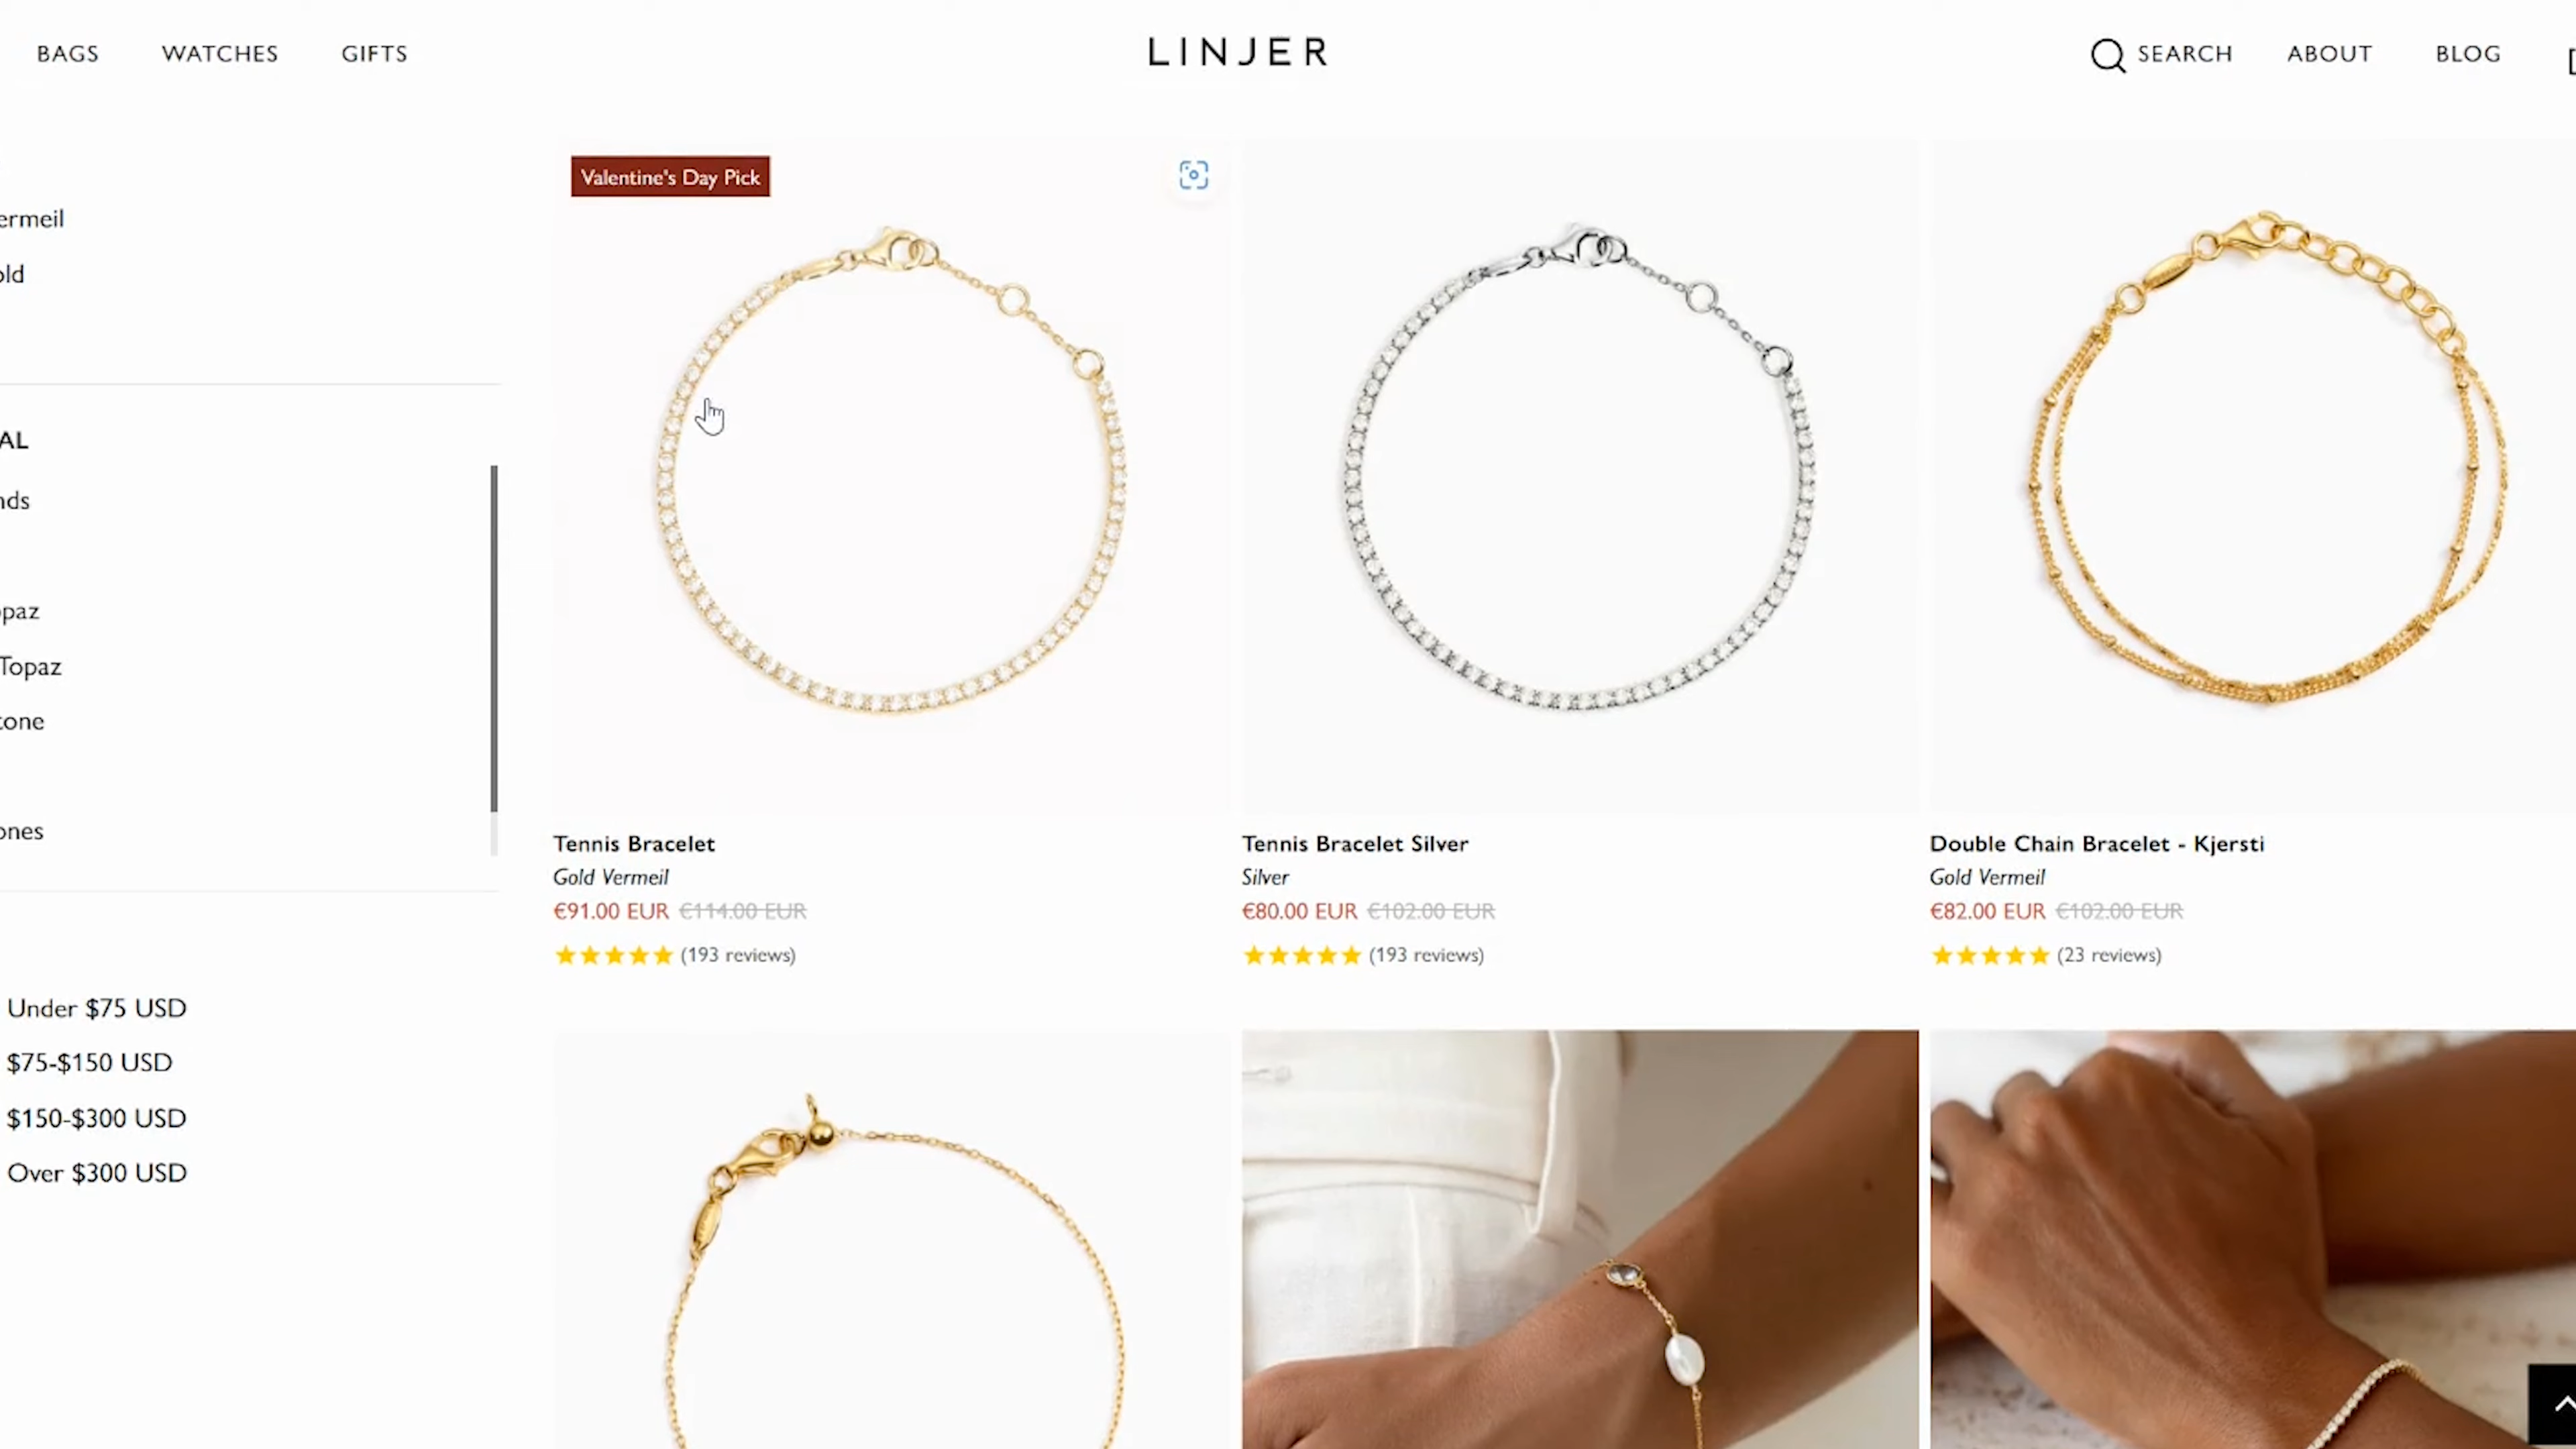 BAGS WATCHES GIFTS LINJER SEARCH ABOUT BLOG
Valentine's Day Pick
ermeil
old
AL
nds
opaz
Topaz
tone
ones
Under $75 USD
$75-$150 USD
$150-$300 USD
Over $300 USD
Tennis Bracelet
Gold Vermeil
€91.00 EUR €114.00 EUR
(193 reviews)
Tennis Bracelet Silver
Silver
€80.00 EUR €102.00 EUR
(193 reviews)
Double Chain Bracelet - Kjersti
Gold Vermeil
€82.00 EUR €102.00 EUR
(23 reviews)